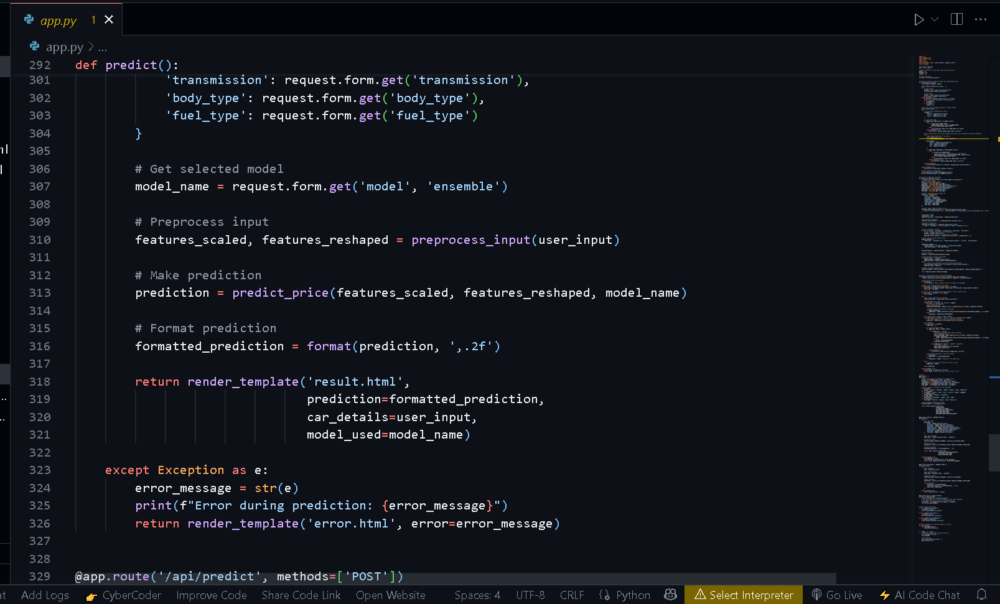 app.py 1
app.py > ...
292 def predict():
301 'transmission': request.form.get('transmission'),
302 'body_type': request.form.get('body_type'),
303 'fuel_type': request.form.get('fuel_type')
304 }
305
306 # Get selected model
307 model_name = request.form.get('model', 'ensemble')
308
309 # Preprocess input
310 features_scaled, features_reshaped = preprocess_input(user_input)
311
312 # Make prediction
313 prediction = predict_price(features_scaled, features_reshaped, model_name)
314
315 # Format prediction
316 formatted_prediction = format(prediction, ',.2f')
317
318 return render_template('result.html',
319 prediction=formatted_prediction,
320 car_details=user_input,
321 model_used=model_name)
322
323 except Exception as e:
324 error_message = str(e)
325 print(f"Error during prediction: {error_message}")
326 return render_template('error.html', error=error_message)
327
328
329 @app.route('/api/predict', methods=['POST'])
Add Logs CyberCoder Improve Code Share Code Link Open Website Spaces: 4 UTF-8 CRLF {} Python Select Interpreter Go Live AI Code Chat